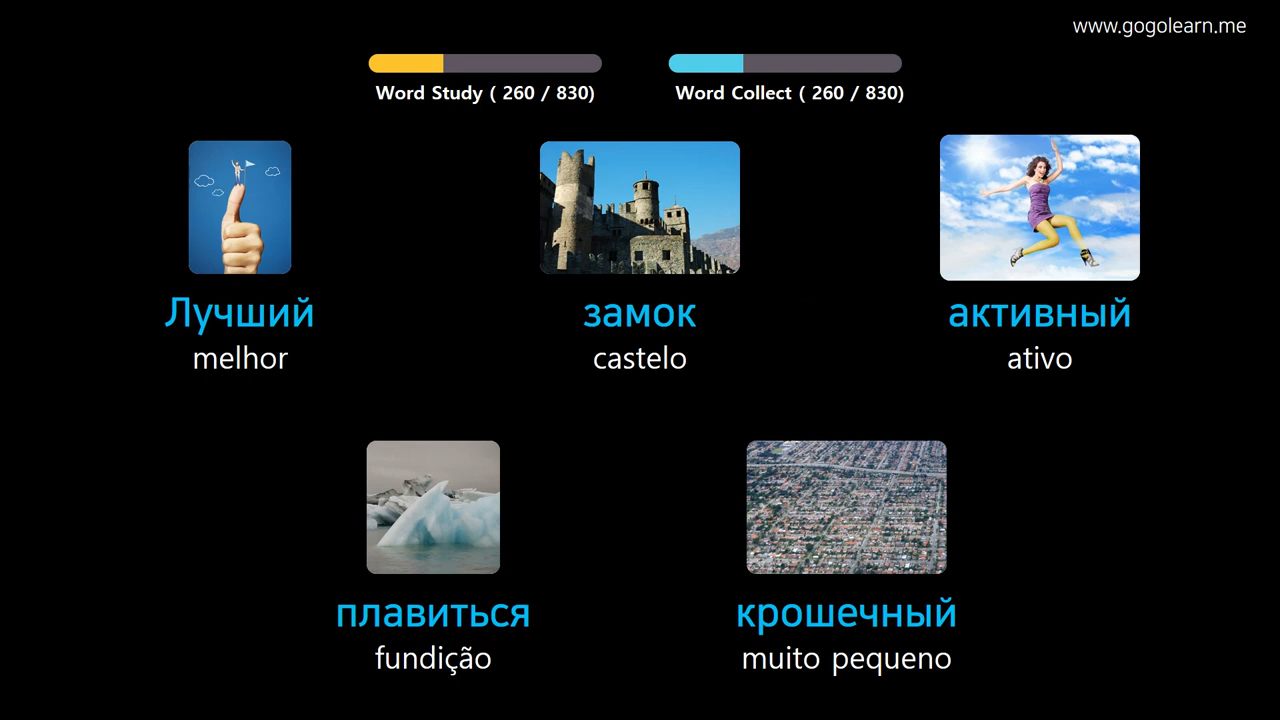 www.gogolearn.me
Word Study ( 260 / 830)
Word Collect ( 260 / 830)
Лучший
melhor
замок
castelo
активный
ativo
плавиться
fundição
крошечный
muito pequeno